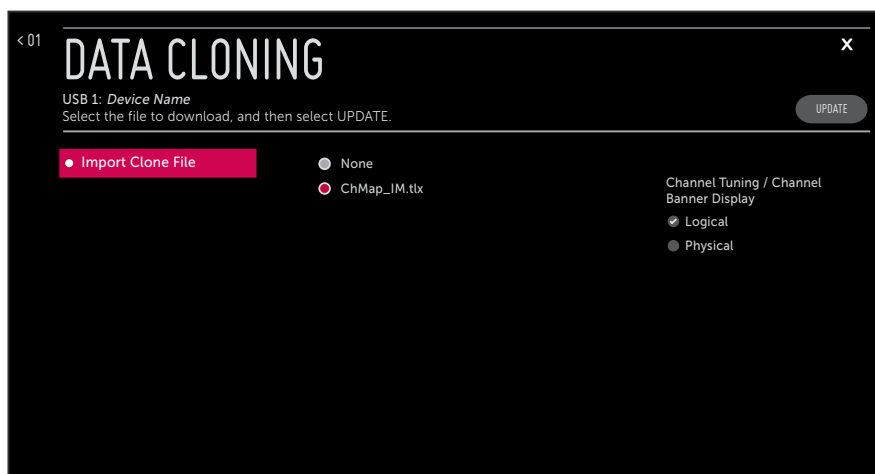 < 01
DATA CLONING
X
USB 1: Device Name
Select the file to download, and then select UPDATE.
UPDATE
Import Clone File
None
ChMap_IM.tlx
Channel Tuning / Channel
Banner Display
Logical
Physical